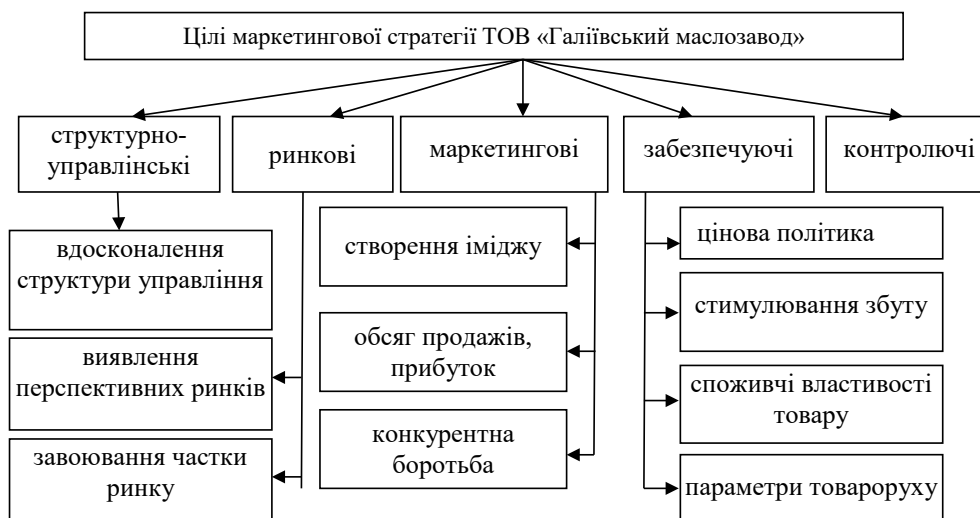 Цілі маркетингової стратегії ТОВ «Галіївський маслозавод»
структурно-
управлінські
ринкові
маркетингові
забезпечуючі
контролючі
вдосконалення
структури управління
виявлення
перспективних ринків
завоювання частки
ринку
створення іміджу
обсяг продажів,
прибуток
конкурентна
боротьба
цінова політика
стимулювання збуту
споживчі властивості
товару
параметри товароруху